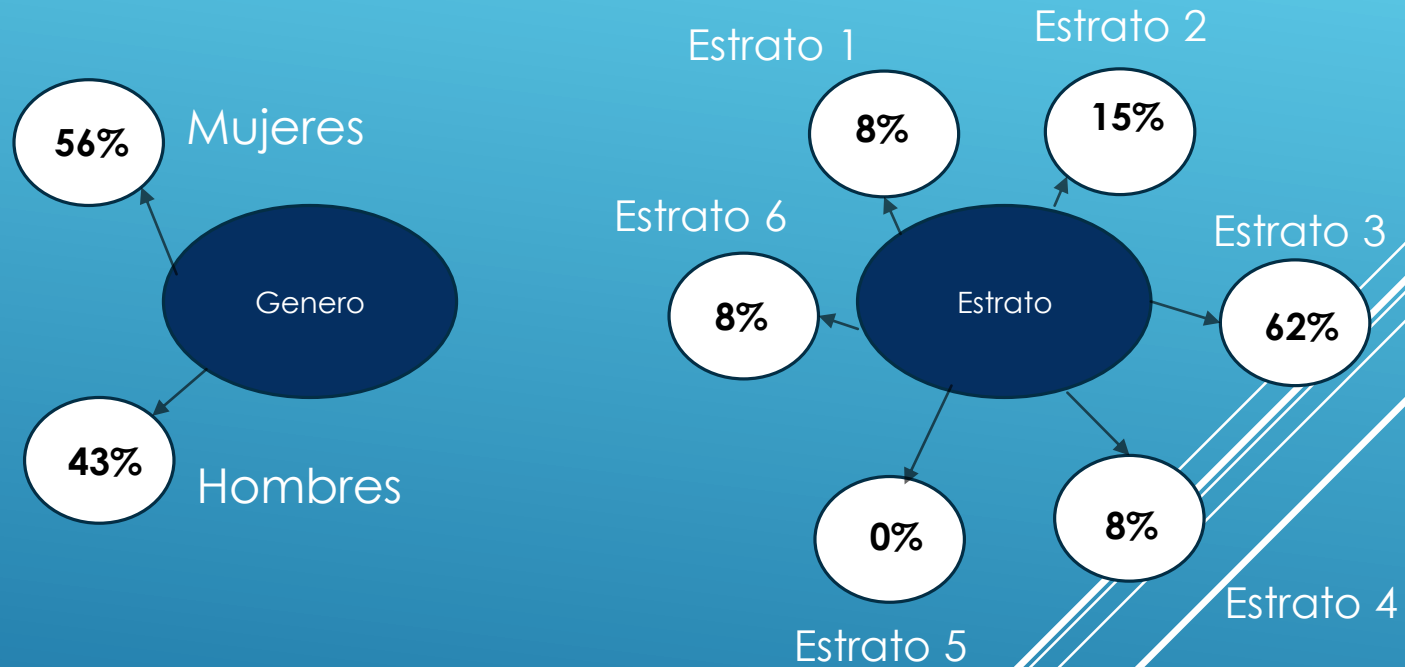 56%
Mujeres
Genero
43%
Hombres
Estrato 1
8%
Estrato 2
15%
Estrato 6
8%
Estrato
Estrato 3
62%
0%
Estrato 5
8%
Estrato 4